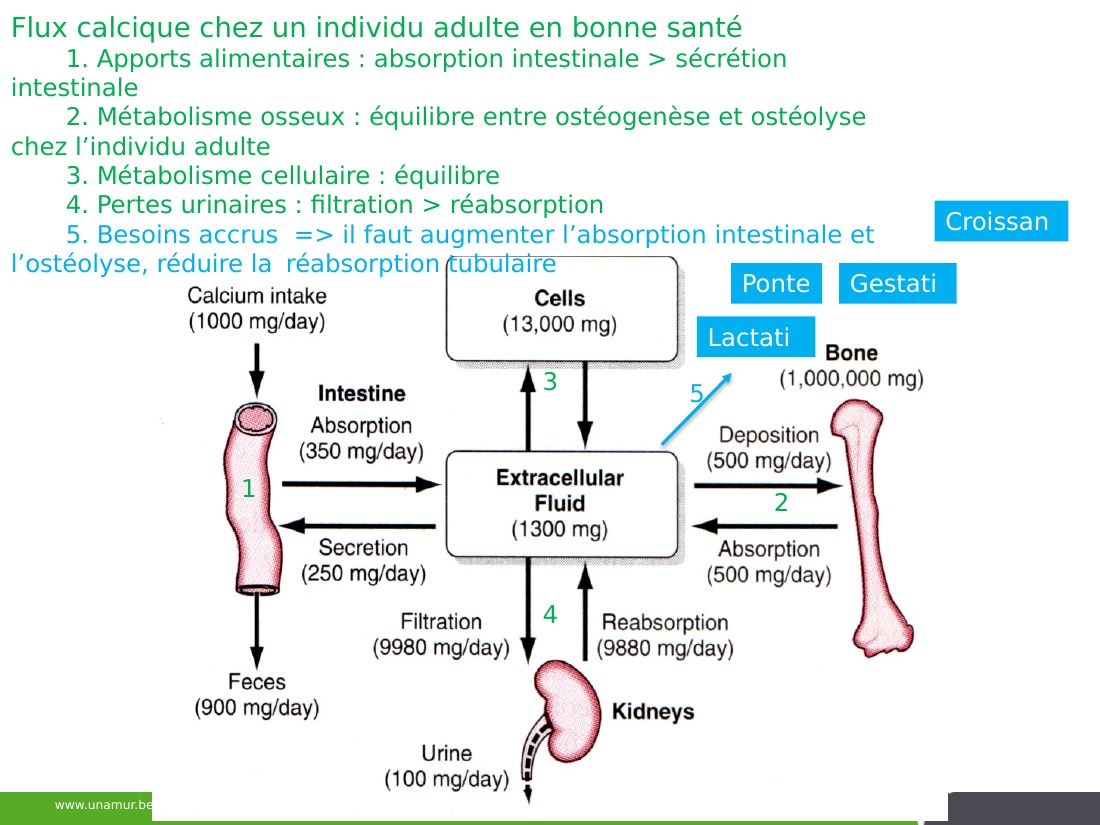 Flux calcique chez un individu adulte en bonne santé
1. Apports alimentaires : absorption intestinale > sécrétion
intestinale
2. Métabolisme osseux : équilibre entre ostéogenèse et ostéolyse
chez l’individu adulte
3. Métabolisme cellulaire : équilibre
4. Pertes urinaires : filtration > réabsorption
5. Besoins accrus => il faut augmenter l’absorption intestinale et
l’ostéolyse, réduire la réabsorption tubulaire
Croissan
Ponte
Gestati
Lactati
Calcium intake
(1000 mg/day)
Cells
(13,000 mg)
Bone
(1,000,000 mg)
3
5
Intestine
Absorption
(350 mg/day)
Deposition
(500 mg/day)
1
Extracellular
Fluid
(1300 mg)
2
Secretion
(250 mg/day)
Absorption
(500 mg/day)
4
Filtration
(9980 mg/day)
Reabsorption
(9880 mg/day)
Feces
(900 mg/day)
Kidneys
Urine
(100 mg/day)
www.unamur.be